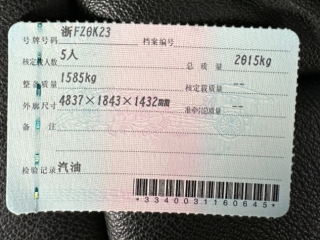 号牌号码 浙FZ0K23 档案编号
核定载人数 5人 总质量 2015kg
整备质量 1585kg 核定载质量 --
外廓尺寸 4837×1843×1432mm 准牵引总质量 --
备注
检验记录 汽油
*3340031160645*